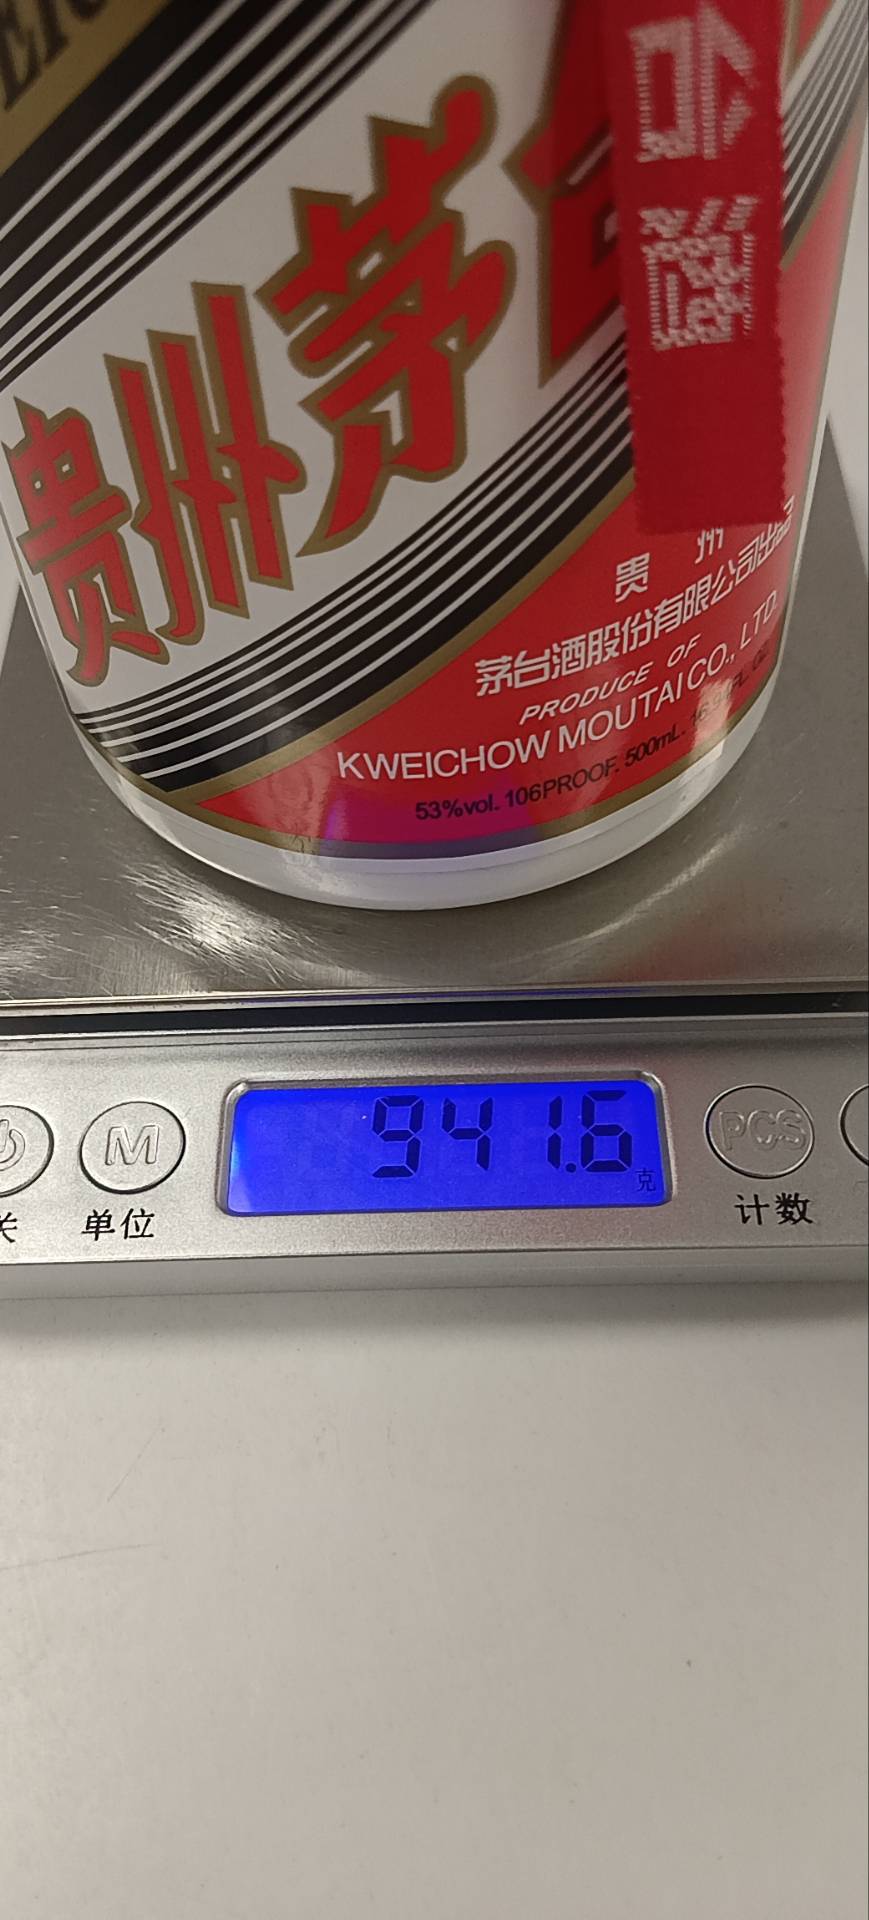 贵州茅
贵 州
茅台酒股份有限公司出品
PRODUCE OF
KWEICHOW MOUTAI CO., LTD.
53%vol. 106PROOF. 500mL.
941.6
克
M
PCS
单位
计数